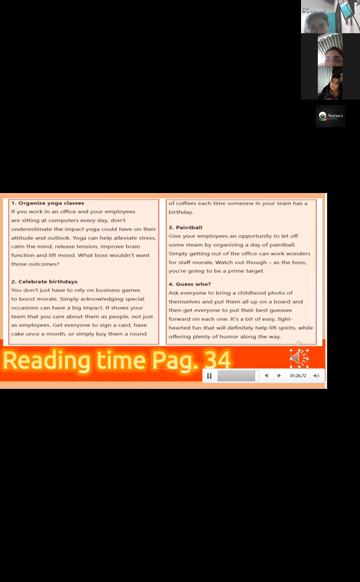 1. Organize yoga classes
If you work in an office and your employees
are sitting at computers every day, don't
underestimate the impact yoga could have on their
attitude and outlook. Yoga can help alleviate stress,
calm the mind, release tension, improve brain
function and lift mood. What boss wouldn't want
those outcomes?
2. Celebrate birthdays
You don't just have to rely on business games
to boost morale. Simply acknowledging special
occasions can have a big impact. It shows your
team that you care about them as people, not just
as employees. Get everyone to sign a card, have
cake once a month, or simply buy them a round
of coffees each time someone in your team has a
birthday.
3. Paintball
Give your employees an opportunity to let off
some steam by organizing a day of paintball.
Simply getting out of the office can work wonders
for staff morale. Watch out though – as the boss,
you're going to be a prime target.
4. Guess who?
Ask everyone to bring a childhood photo of
themselves and put them all up on a board and
then get everyone to put their best guesses
forward on each one. It's a bit of easy, light-
hearted fun that will definitely help lift spirits, while
offering plenty of humor along the way.
Reading time Pag. 34
01:26.72